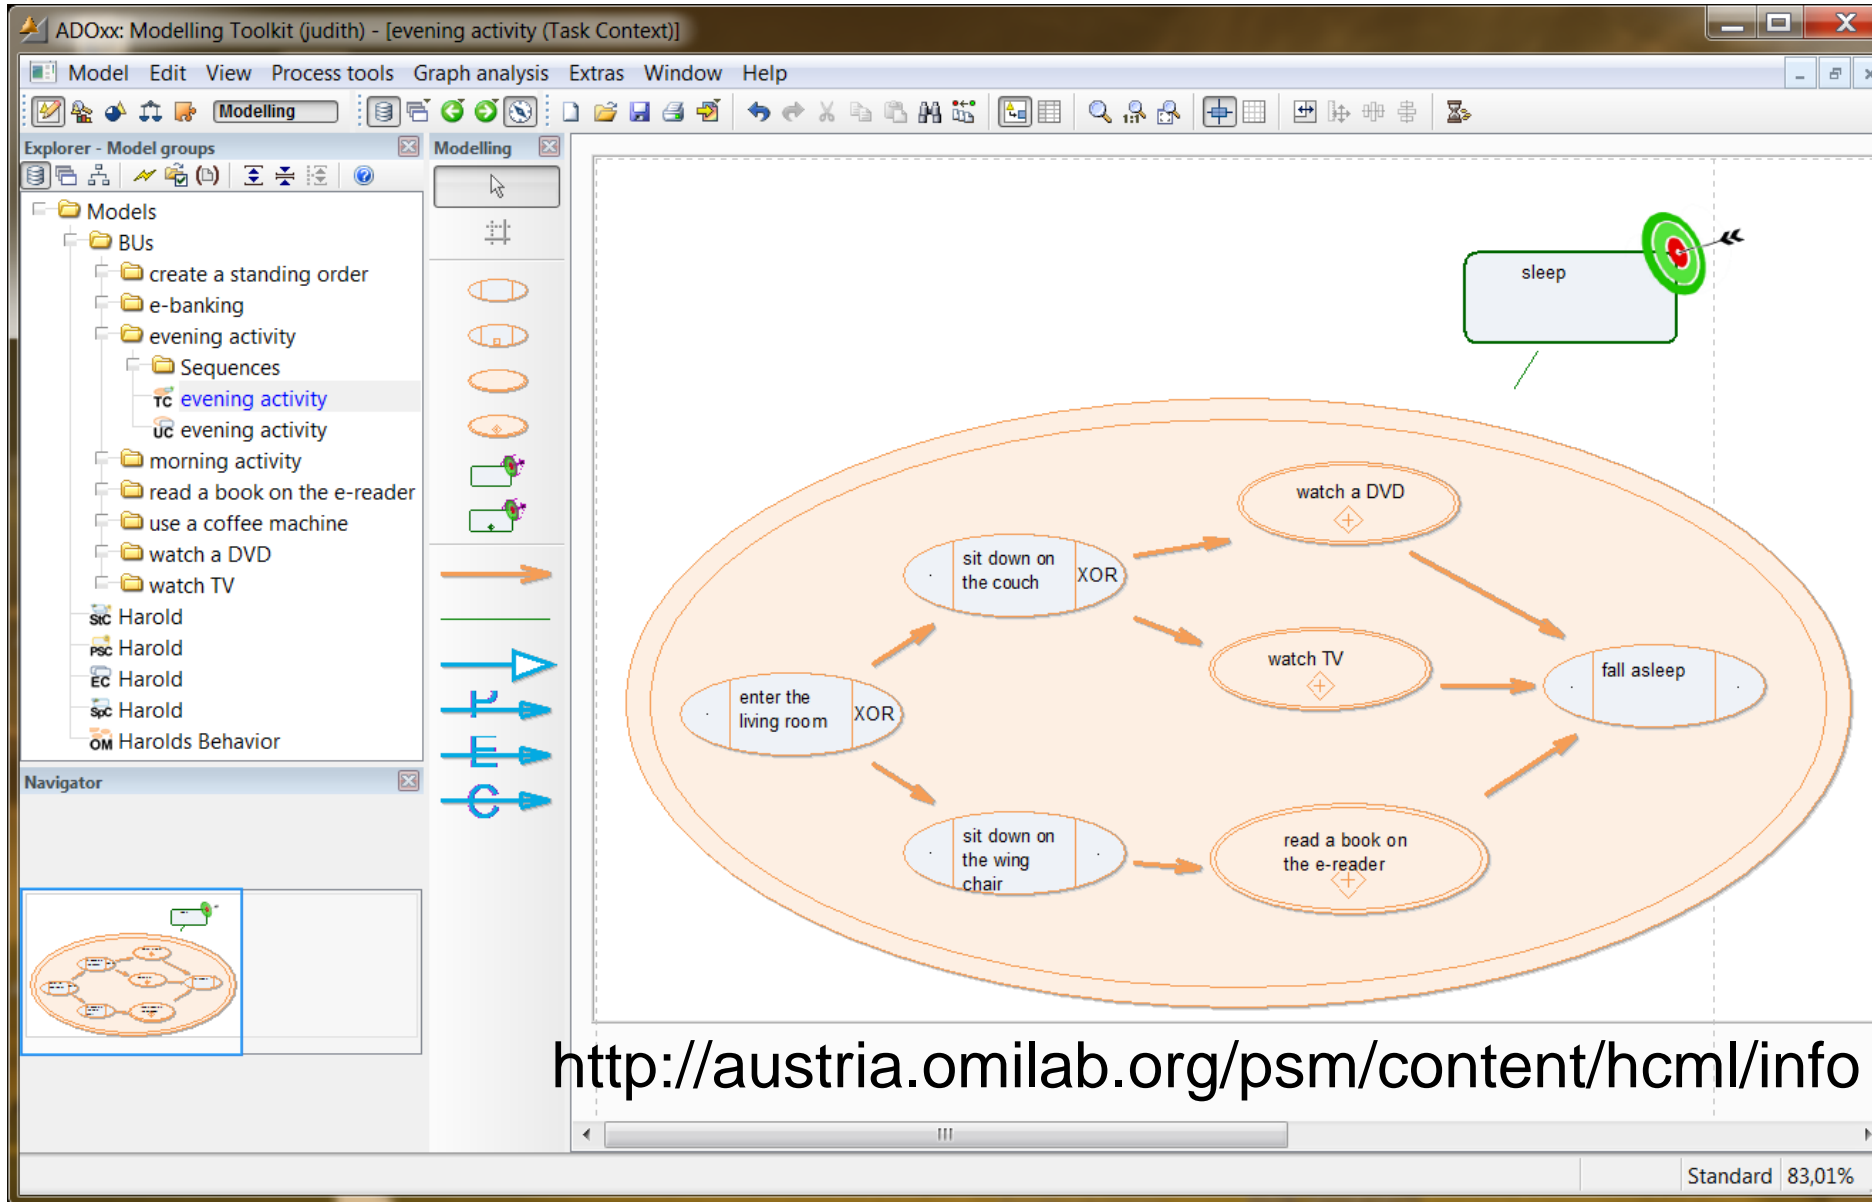 ADOxx: Modelling Toolkit (judith) - [evening activity (Task Context)]
Model Edit View Process tools Graph analysis Extras Window Help
Modelling
Explorer - Model groups
Modelling
Models
BUs
create a standing order
e-banking
evening activity
Sequences
TC evening activity
UC evening activity
morning activity
read a book on the e-reader
use a coffee machine
watch a DVD
watch TV
StC Harold
PSC Harold
EC Harold
SpC Harold
OM Harolds Behavior
Navigator
sleep
watch a DVD
sit down on
the couch
XOR
watch TV
fall asleep
enter the
living room
XOR
sit down on
the wing
chair
read a book on
the e-reader
http://austria.omilab.org/psm/content/hcml/info
Standard 83,01%